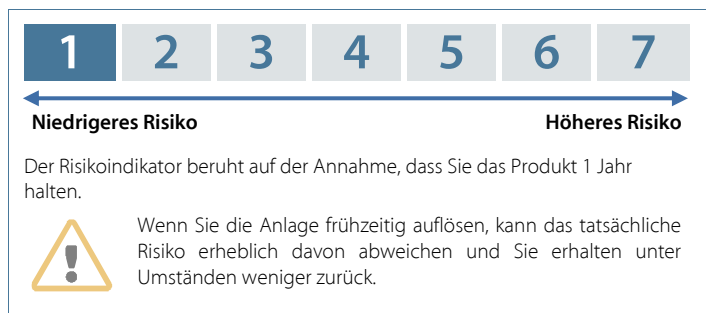 1 2 3 4 5 6 7
Niedrigeres Risiko Höheres Risiko
Der Risikoindikator beruht auf der Annahme, dass Sie das Produkt 1 Jahr
halten.
Wenn Sie die Anlage frühzeitig auflösen, kann das tatsächliche
Risiko erheblich davon abweichen und Sie erhalten unter
Umständen weniger zurück.